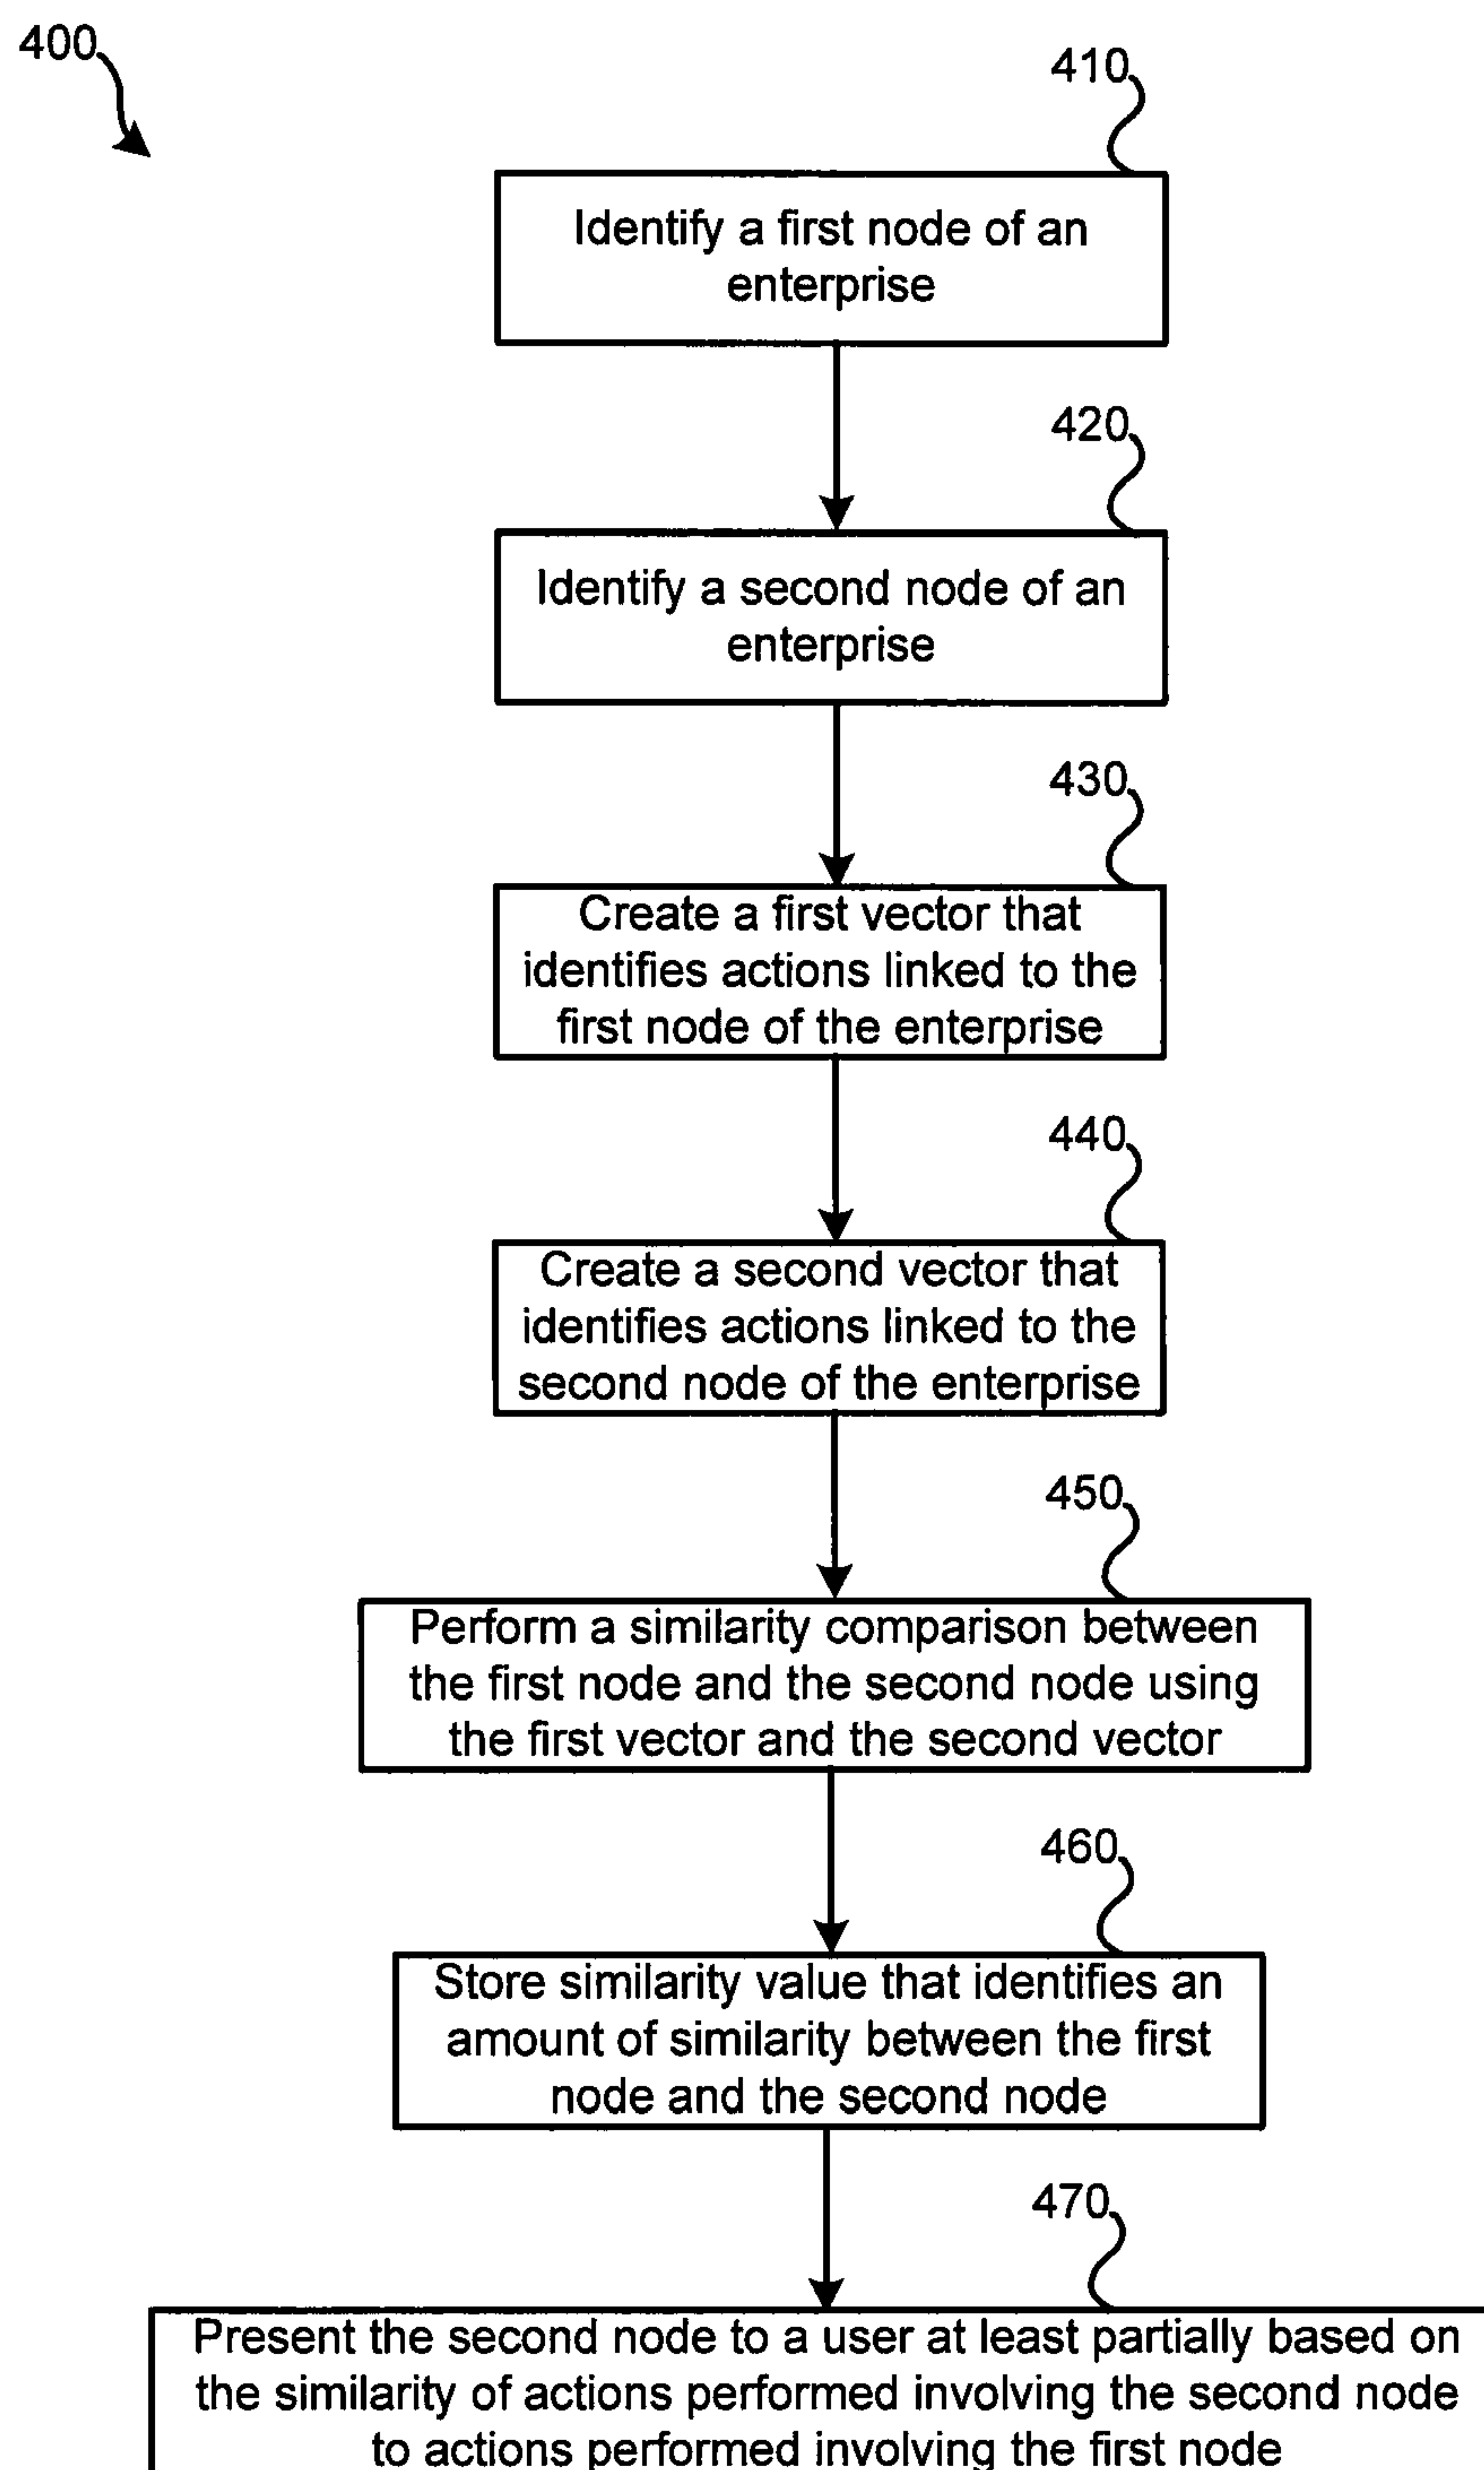 400
410
Identify a first node of an
enterprise
420
Identify a second node of an
enterprise
430
Create a first vector that
identifies actions linked to the
first node of the enterprise
440
Create a second vector that
identifies actions linked to the
second node of the enterprise
450
Perform a similarity comparison between
the first node and the second node using
the first vector and the second vector
460
Store similarity value that identifies an
amount of similarity between the first
node and the second node
470
Present the second node to a user at least partially based on
the similarity of actions performed involving the second node
to actions performed involving the first node